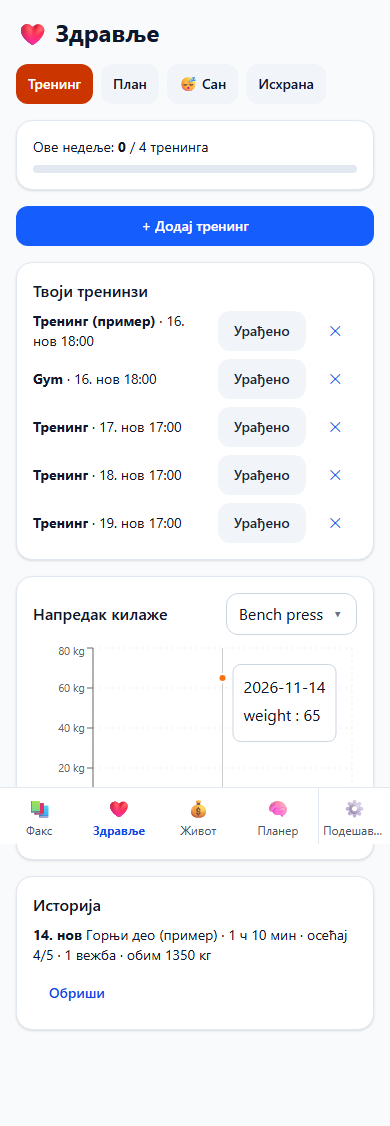 Здравље
Тренинг План Сан Исхрана
Ове недеље: 0 / 4 тренинга
+ Додај тренинг
Твоји тренинзи
Тренинг (пример) · 16.
нов 18:00
Урађено
Gym · 16. нов 18:00 Урађено
Тренинг · 17. нов 17:00 Урађено
Тренинг · 18. нов 17:00 Урађено
Тренинг · 19. нов 17:00 Урађено
Напредак килаже Bench press
80 kg
60 kg
40 kg
20 kg
2026-11-14
weight : 65
Факс Здравље Живот Планер Подешав...
Историја
14. нов Горњи део (пример) · 1 ч 10 мин · осећај
4/5 · 1 вежба · обим 1350 кг
Обриши